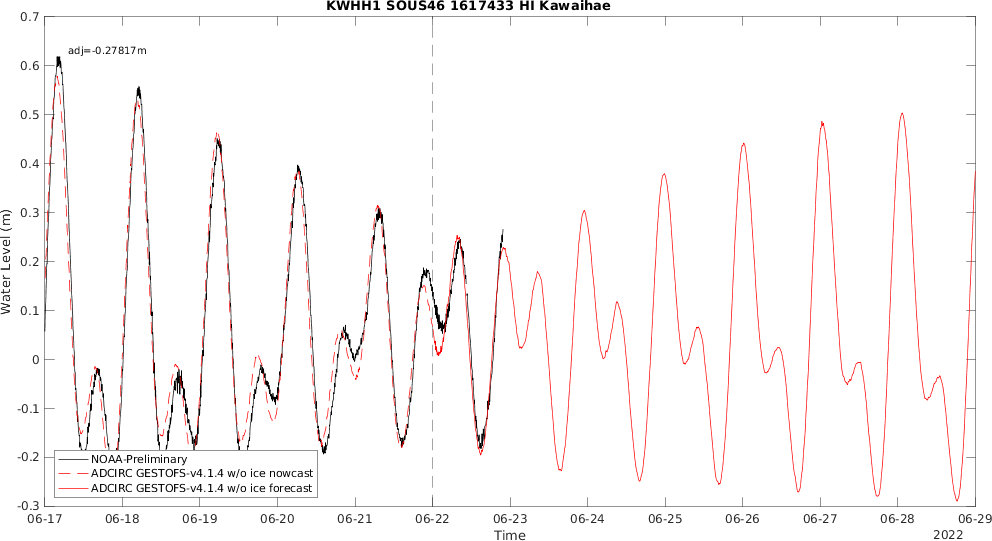 KWHH1 SOUS46 1617433 HI Kawaihae
adj=-0.27817m
Water Level (m)
0.7
0.6
0.5
0.4
0.3
0.2
0.1
0
-0.1
-0.2
-0.3
NOAA-Preliminary
ADCIRC GESTOFS-v4.1.4 w/o ice nowcast
ADCIRC GESTOFS-v4.1.4 w/o ice forecast
06-17 06-18 06-19 06-20 06-21 06-22 06-23 06-24 06-25 06-26 06-27 06-28 06-29
Time
2022